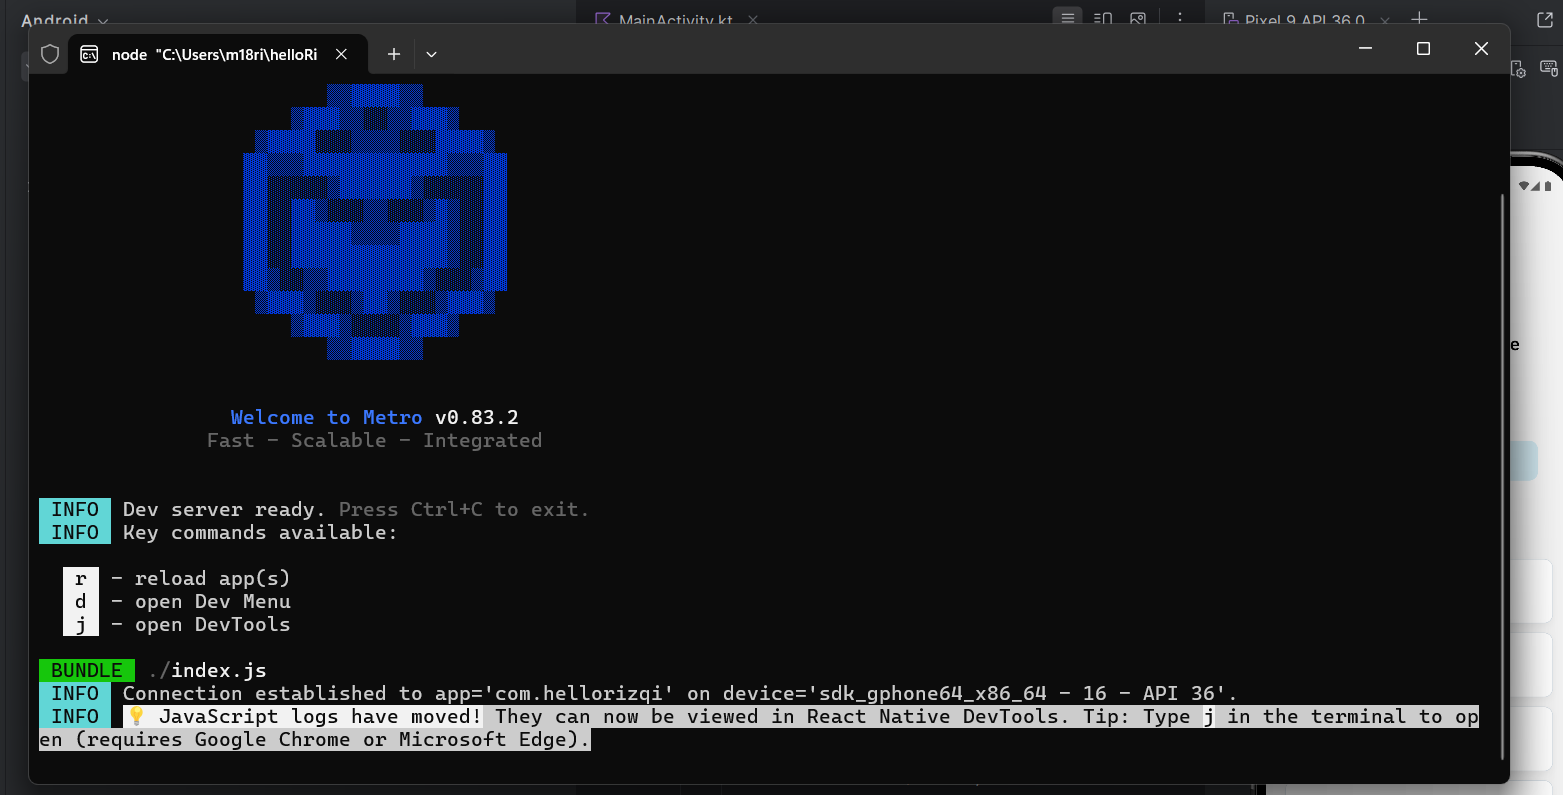 Android
MainActivity.kt
Pixel 9 API 36.0
node "C:\Users\m18ri\helloRi
Welcome to Metro v0.83.2
Fast - Scalable - Integrated
INFO Dev server ready. Press Ctrl+C to exit.
INFO Key commands available:
r - reload app(s)
d - open Dev Menu
j - open DevTools
BUNDLE ./index.js
INFO Connection established to app='com.hellorizqi' on device='sdk_gphone64_x86_64 - 16 - API 36'.
INFO 💡 JavaScript logs have moved! They can now be viewed in React Native DevTools. Tip: Type j in the terminal to op
en (requires Google Chrome or Microsoft Edge).